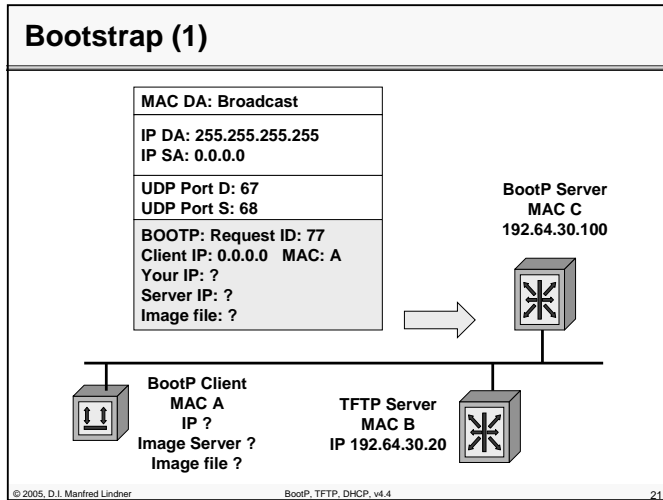 Bootstrap (1)
MAC DA: Broadcast
IP DA: 255.255.255.255
IP SA: 0.0.0.0
UDP Port D: 67
UDP Port S: 68
BOOTP: Request ID: 77
Client IP: 0.0.0.0 MAC: A
Your IP: ?
Server IP: ?
Image file: ?
BootP Server
MAC C
192.64.30.100
BootP Client
MAC A
IP ?
Image Server ?
Image file ?
TFTP Server
MAC B
IP 192.64.30.20
© 2005, D.I. Manfred Lindner
BootP, TFTP, DHCP, v4.4
21